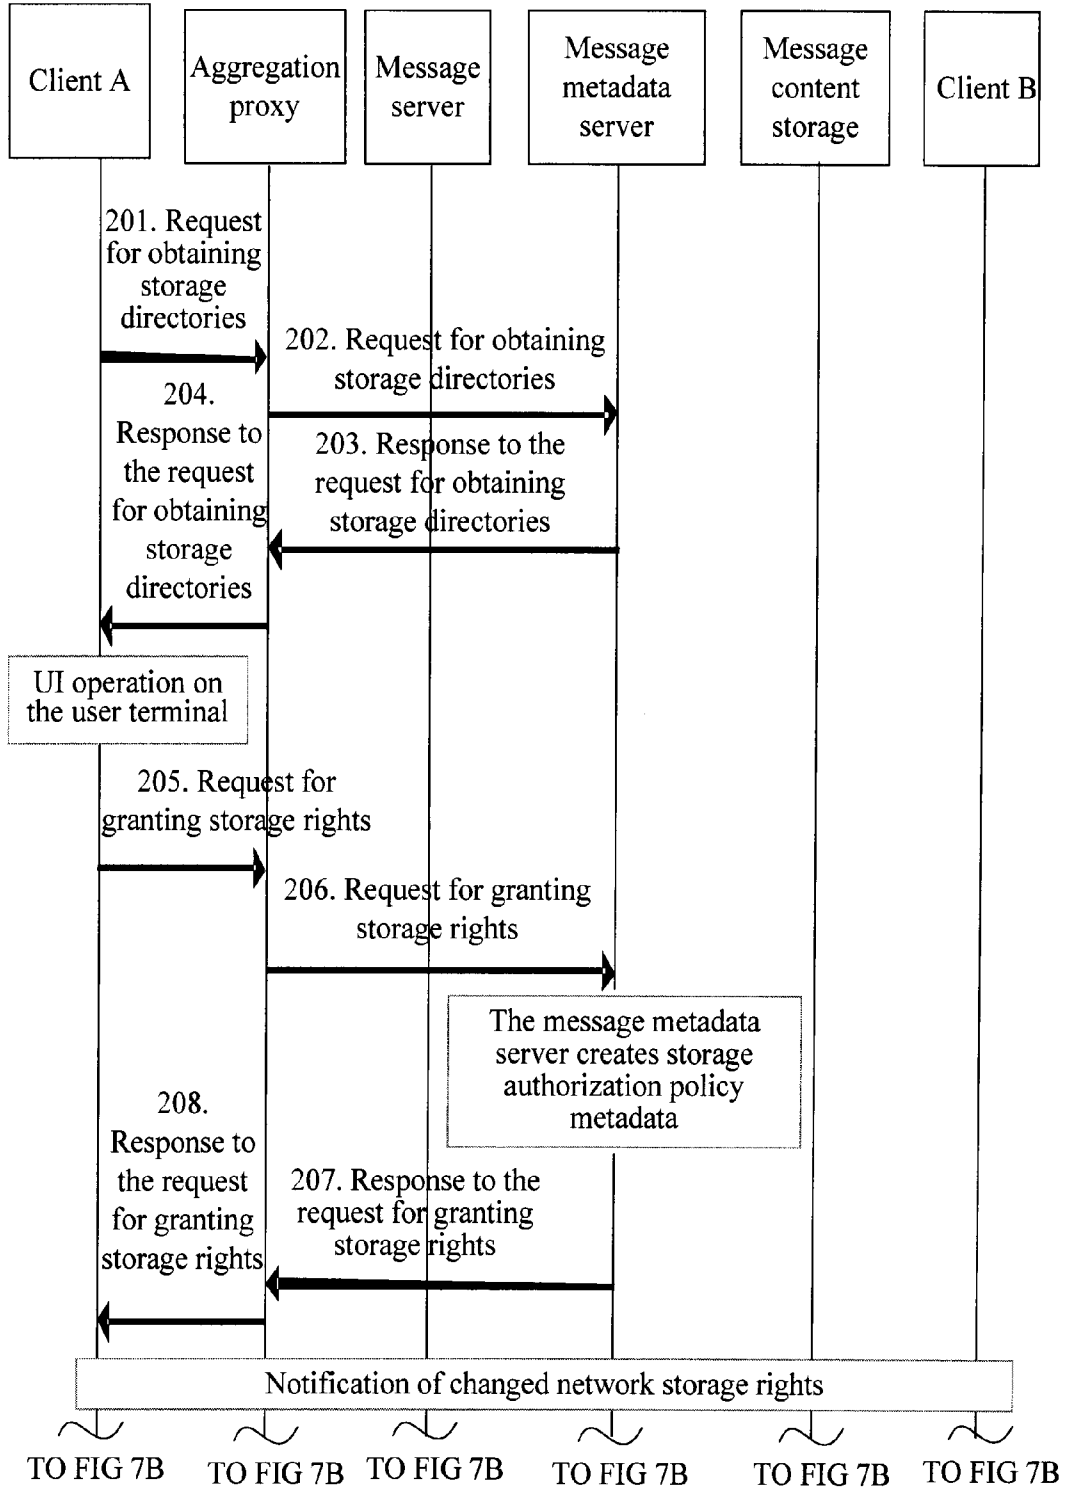 Client A
Aggregation
proxy
Message
server
Message
metadata
server
Message
content
storage
Client B
201. Request
for obtaining
storage
directories
202. Request for obtaining
storage directories
203. Response to the
request for obtaining
storage directories
204.
Response to
the request
for obtaining
storage
directories
UI operation on
the user terminal
205. Request for
granting storage rights
206. Request for granting
storage rights
The message metadata
server creates storage
authorization policy
metadata
207. Response to the
request for granting
storage rights
208.
Response to
the request
for granting
storage rights
Notification of changed network storage rights
TO FIG 7B
TO FIG 7B
TO FIG 7B
TO FIG 7B
TO FIG 7B
TO FIG 7B